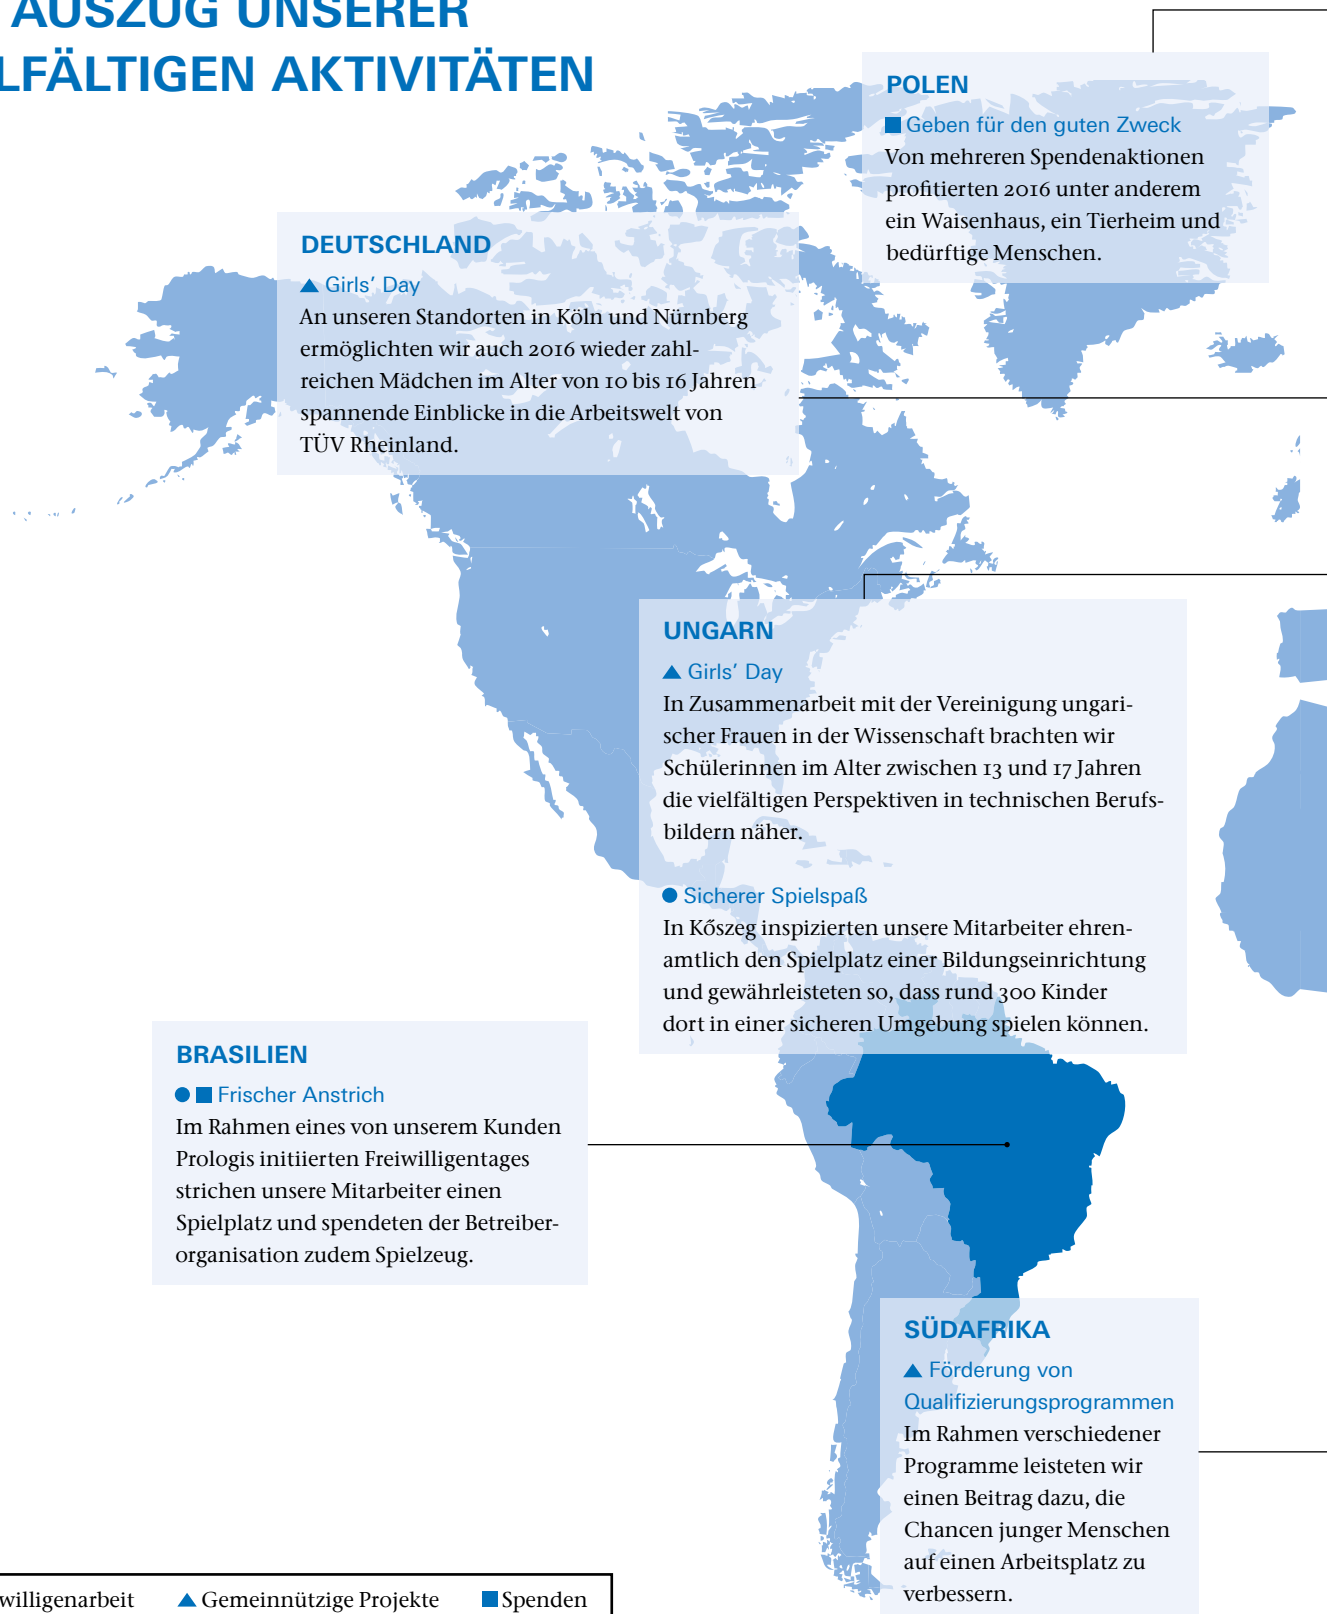 AUSZUG UNSERER
LFÄLTIGEN AKTIVITÄTEN
POLEN
Geben für den guten Zweck
Von mehreren Spendenaktionen
profitierten 2016 unter anderem
ein Waisenhaus, ein Tierheim und
bedürftige Menschen.
DEUTSCHLAND
Girls’ Day
An unseren Standorten in Köln und Nürnberg
ermöglichten wir auch 2016 wieder zahl-
reichen Mädchen im Alter von 10 bis 16 Jahren
spannende Einblicke in die Arbeitswelt von
TÜV Rheinland.
UNGARN
Girls’ Day
In Zusammenarbeit mit der Vereinigung ungari-
scher Frauen in der Wissenschaft brachten wir
Schülerinnen im Alter zwischen 13 und 17 Jahren
die vielfältigen Perspektiven in technischen Berufs-
bildern näher.
Sicherer Spielspaß
In Kőszeg inspizierten unsere Mitarbeiter ehren-
amtlich den Spielplatz einer Bildungseinrichtung
und gewährleisteten so, dass rund 300 Kinder
dort in einer sicheren Umgebung spielen können.
BRASILIEN
Frischer Anstrich
Im Rahmen eines von unserem Kunden
Prologis initiierten Freiwilligentages
strichen unsere Mitarbeiter einen
Spielplatz und spendeten der Betreiber-
organisation zudem Spielzeug.
SÜDAFRIKA
Förderung von
Qualifizierungsprogrammen
Im Rahmen verschiedener
Programme leisteten wir
einen Beitrag dazu, die
Chancen junger Menschen
auf einen Arbeitsplatz zu
verbessern.
willigenarbeit Gemeinnützige Projekte Spenden